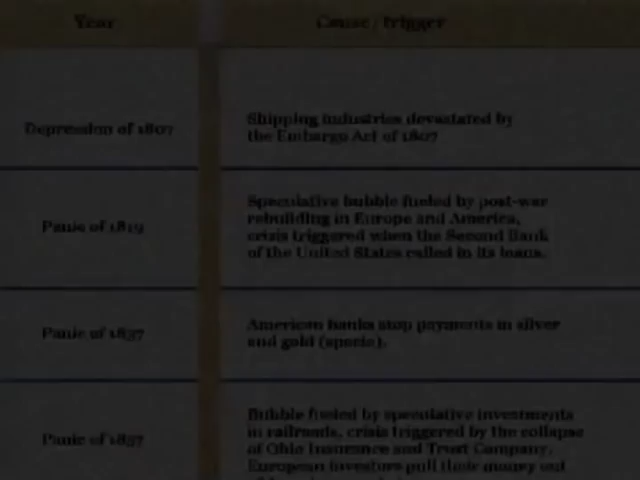 Year
Cause / trigger
Depression of 1807
Shipping industries devastated by
the Embargo Act of 1807
Panic of 1819
Speculative bubble fueled by post-war
rebuilding in Europe and America,
crisis triggered when the Second Bank
of the United States called in its loans.
Panic of 1837
American banks stop payments in silver
and gold (specie).
Panic of 1857
Bubble fueled by speculative investments
in railroads, crisis triggered by the collapse
of Ohio Insurance and Trust Company.
European investors pull their money out